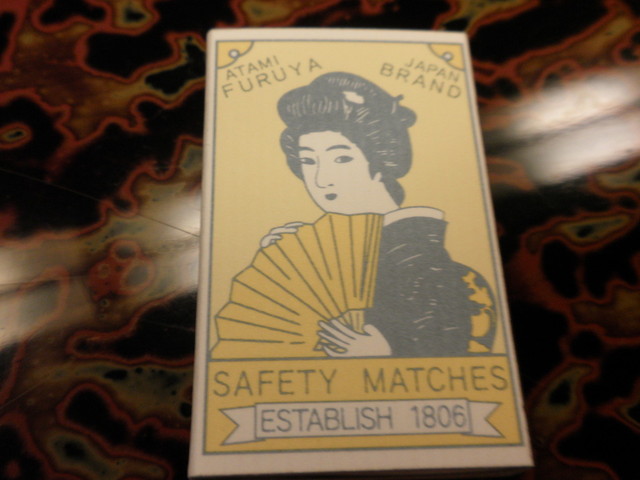 ATAMI
FURUYA
JAPAN
BRAND
SAFETY MATCHES
ESTABLISH 1806